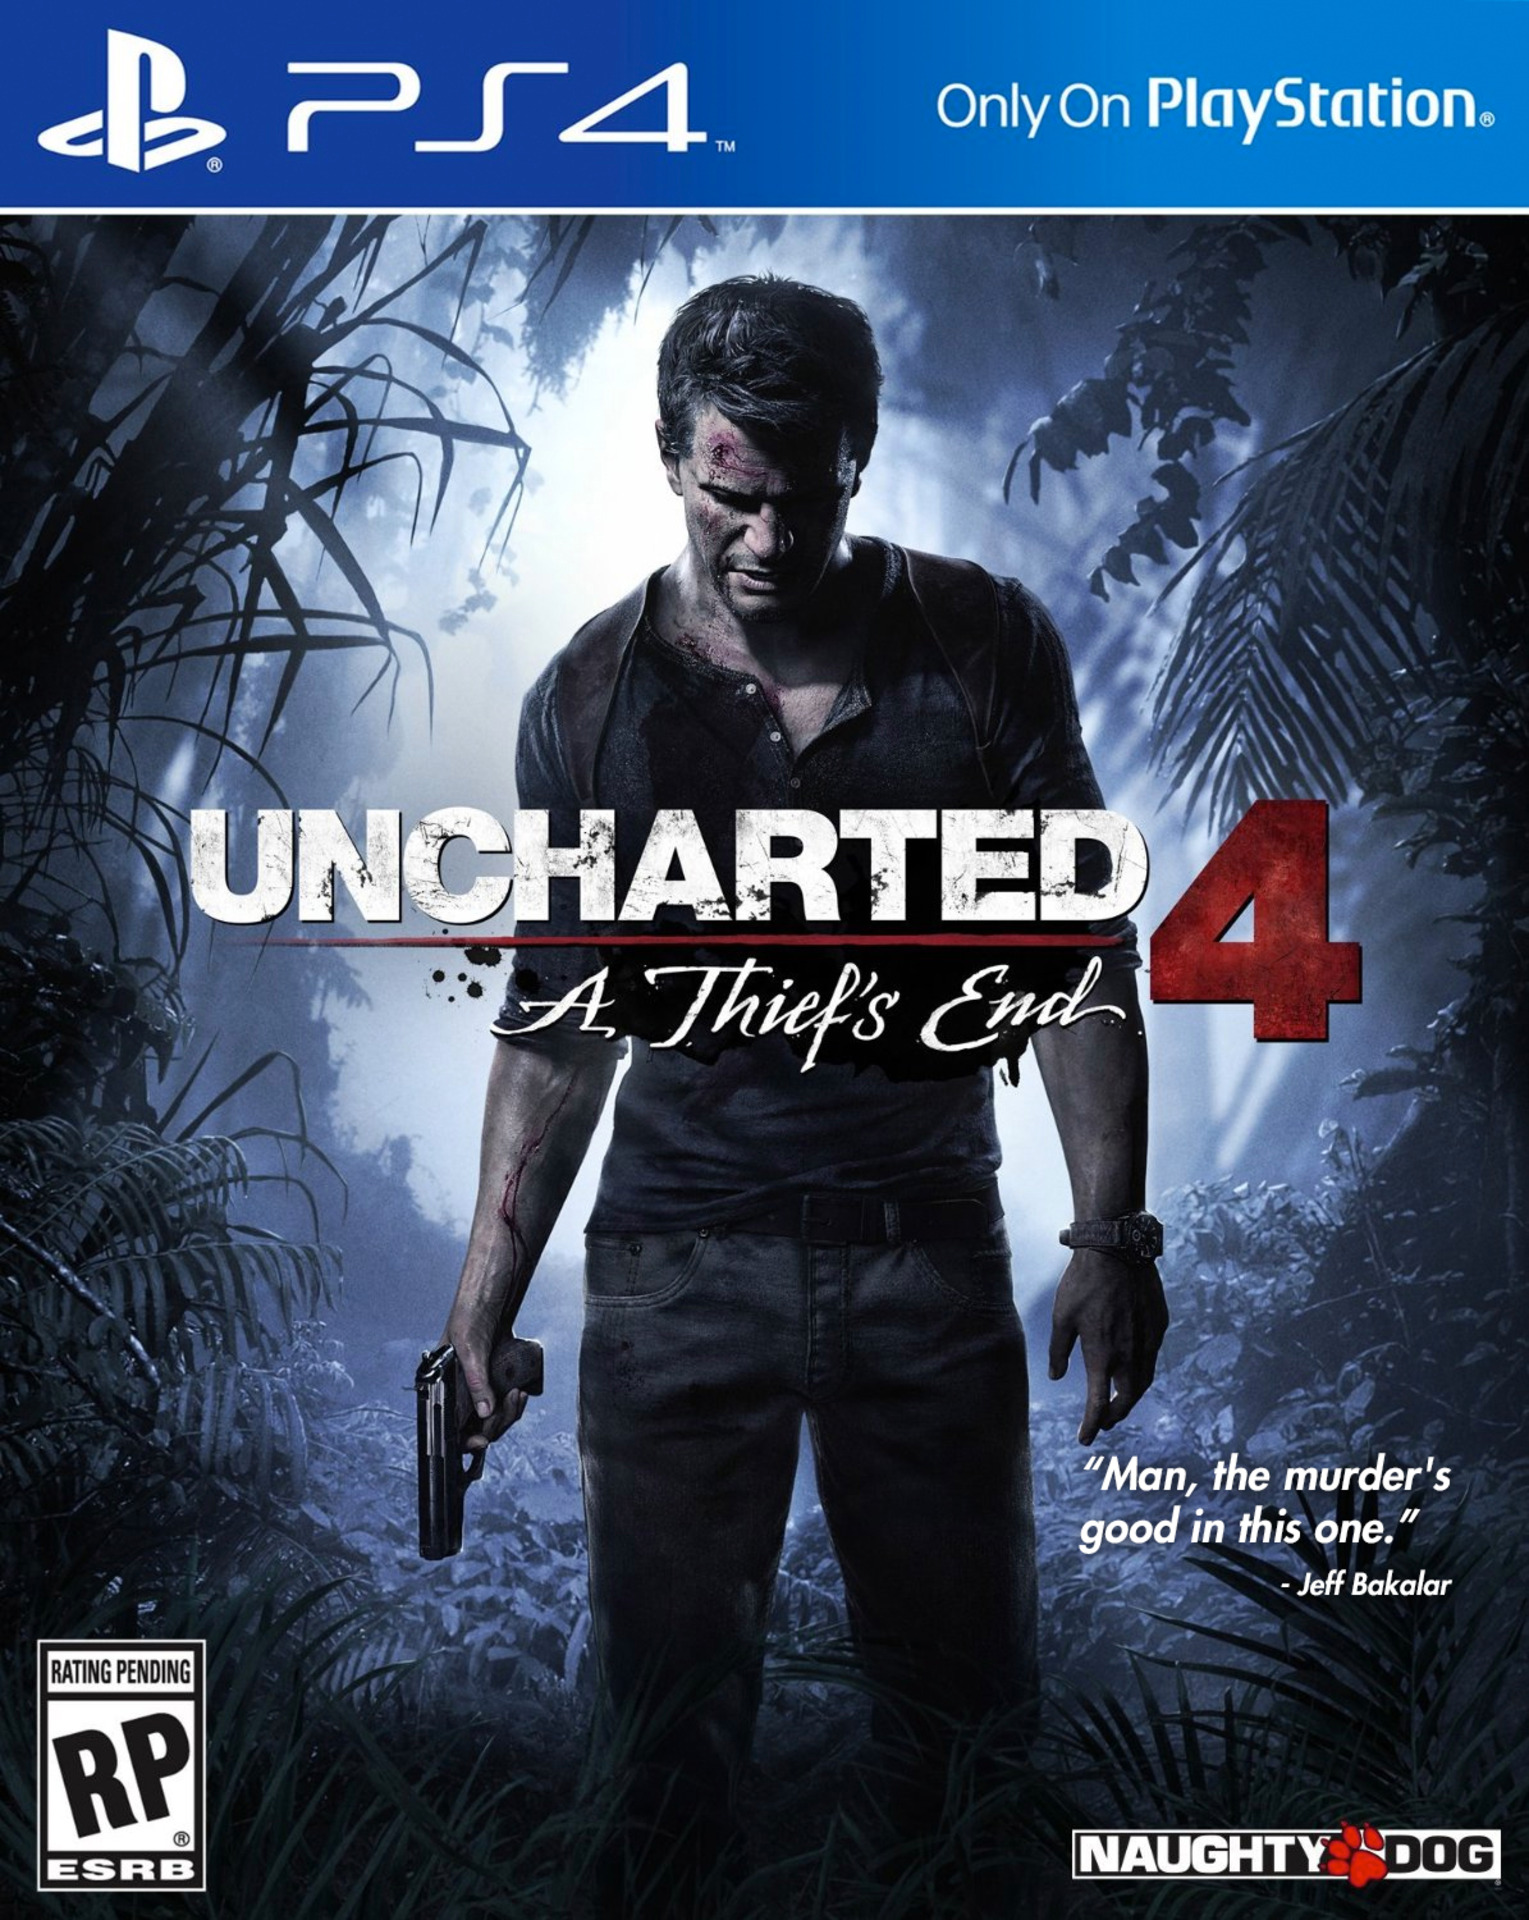 PS4™
Only On PlayStation®
UNCHARTED 4
A Thief's End
“Man, the murder's
good in this one.”
- Jeff Bakalar
RATING PENDING
RP®
ESRB
NAUGHTY DOG